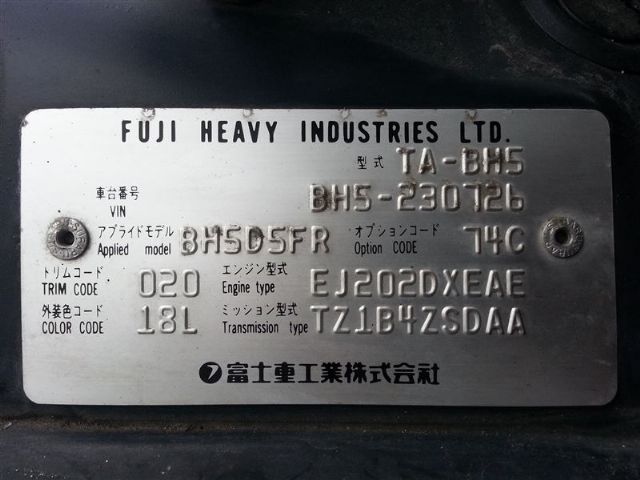 FUJI HEAVY INDUSTRIES LTD.
型式 TA-BH5
車台番号 VIN BH5-230726
アプライドモデル Applied model BH5D5FR オプションコード Option CODE 74C
トリムコード TRIM CODE 020 エンジン型式 Engine type EJ202DXEAE
外装色コード COLOR CODE 18L ミッション型式 Transmission type TZ1B4ZSDAA
富士重工業株式会社